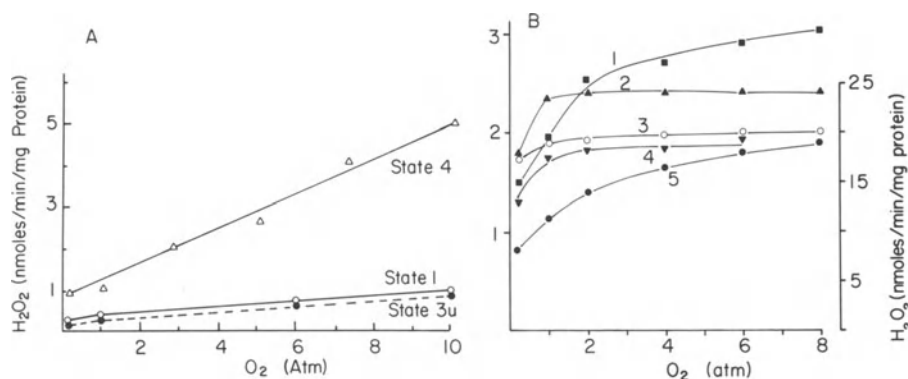 A
H₂O₂ (nmoles/min/mg Protein)
5
3
1
State 4
State 1
State 3u
2
4
6
8
10
O₂ (Atm)
B
3
2
1
1
2
3
4
5
25
15
5
H₂O₂(nmoles/min/mg protein)
2
4
6
8
O₂ (atm)